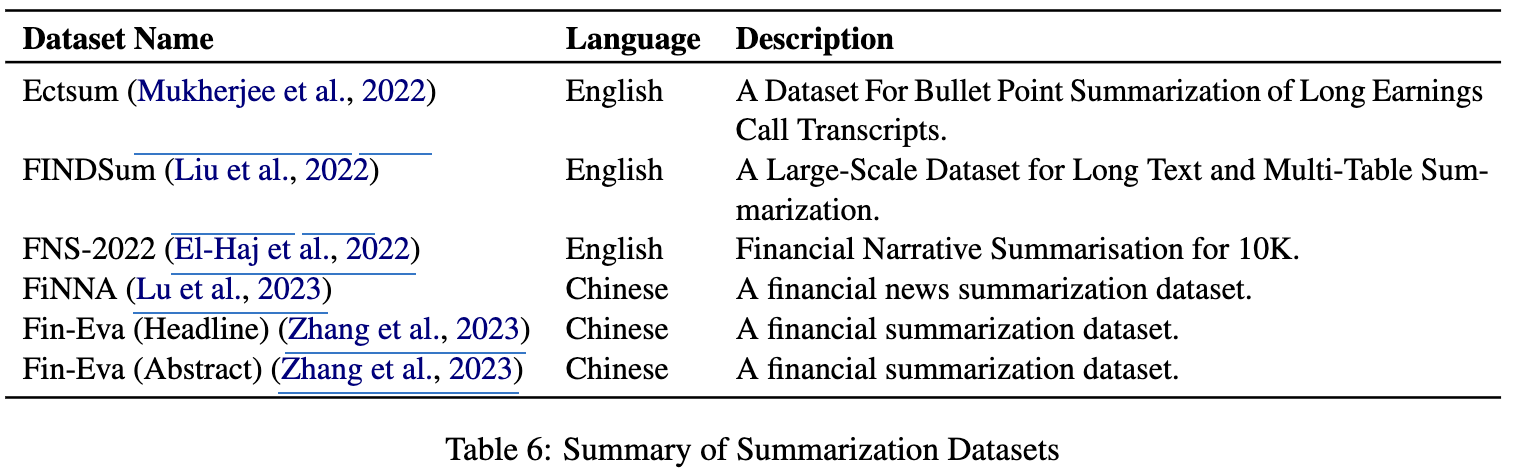 Dataset Name Language Description
Ectsum (Mukherjee et al., 2022) English A Dataset For Bullet Point Summarization of Long Earnings
Call Transcripts.
FINDSum (Liu et al., 2022) English A Large-Scale Dataset for Long Text and Multi-Table Sum-
marization.
FNS-2022 (El-Haj et al., 2022) English Financial Narrative Summarisation for 10K.
FiNNA (Lu et al., 2023) Chinese A financial news summarization dataset.
Fin-Eva (Headline) (Zhang et al., 2023) Chinese A financial summarization dataset.
Fin-Eva (Abstract) (Zhang et al., 2023) Chinese A financial summarization dataset.
Table 6: Summary of Summarization Datasets